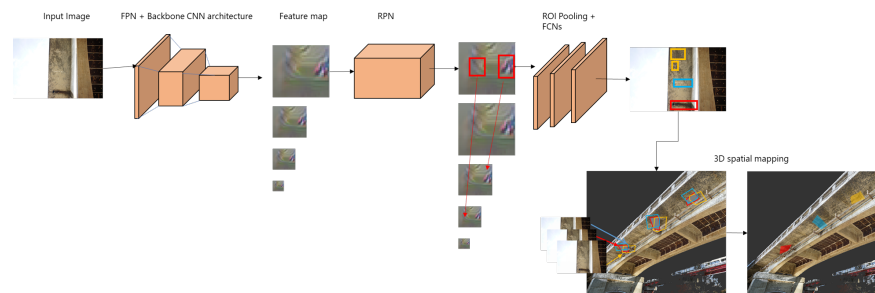 Input Image
FPN + Backbone CNN architecture
Feature map
RPN
ROI Pooling +
FCNs
3D spatial mapping